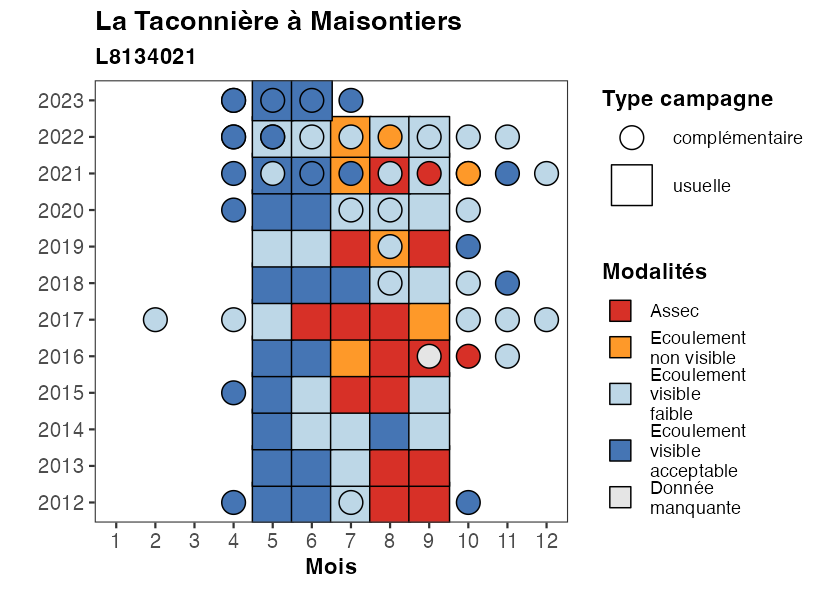 La Taconnière à Maisontiers
L8134021
2023
2022
2021
2020
2019
2018
2017
2016
2015
2014
2013
2012
1 2 3 4 5 6 7 8 9 10 11 12
Mois
Type campagne
complémentaire
usuelle
Modalités
Assec
Ecoulement
non visible
Ecoulement
visible
faible
Ecoulement
visible
acceptable
Donnée
manquante